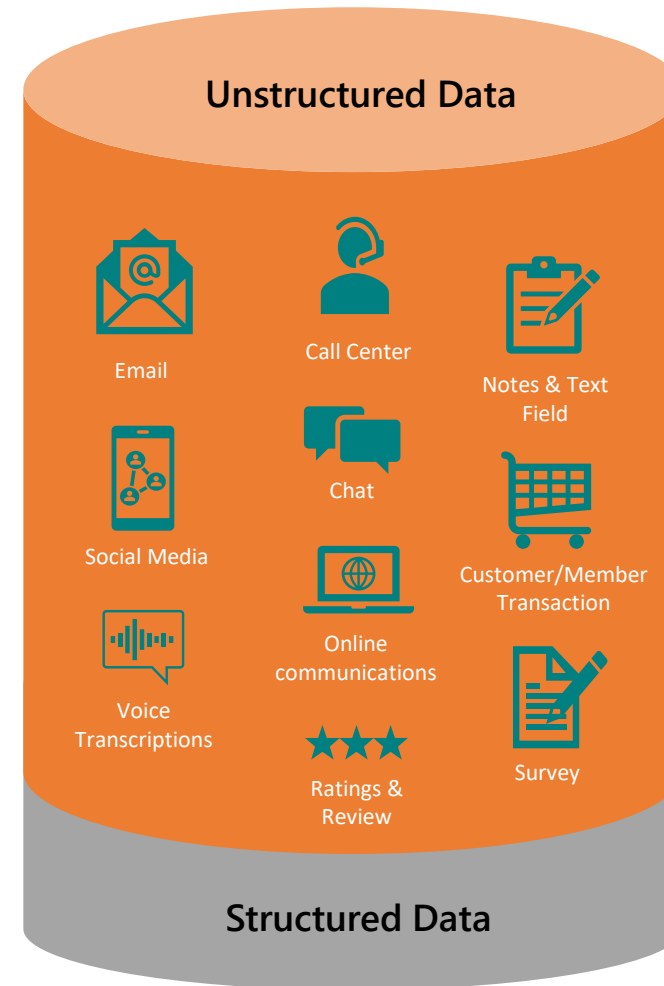 Unstructured Data
@
Email
Call Center
Notes & Text
Field
Social Media
Chat
Customer/Member
Transaction
Voice
Transcriptions
Online
communications
Ratings &
Review
Survey
Structured Data